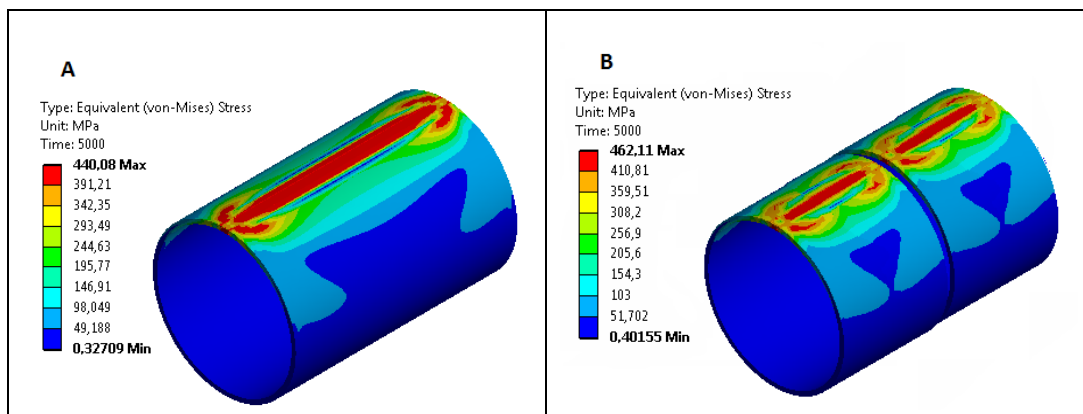 A
Type: Equivalent (von-Mises) Stress
Unit: MPa
Time: 5000
440,08 Max
391,21
342,35
293,49
244,63
195,77
146,91
98,049
49,188
0,32709 Min
B
Type: Equivalent (von-Mises) Stress
Unit: MPa
Time: 5000
462,11 Max
410,81
359,51
308,2
256,9
205,6
154,3
103
51,702
0,40155 Min